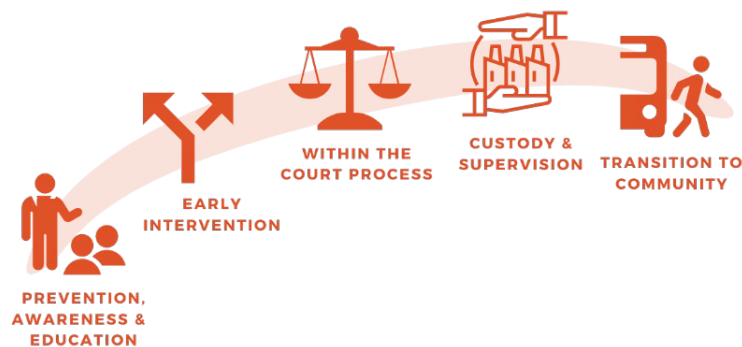 PREVENTION,
AWARENESS &
EDUCATION
EARLY
INTERVENTION
WITHIN THE
COURT PROCESS
CUSTODY &
SUPERVISION
TRANSITION TO
COMMUNITY